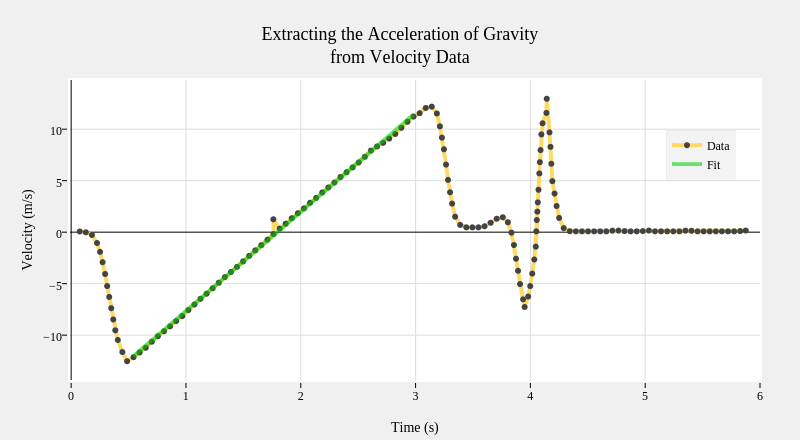 Extracting the Acceleration of Gravity
from Velocity Data
Velocity (m/s)
10
5
0
−5
−10
Data
Fit
0 1 2 3 4 5 6
Time (s)